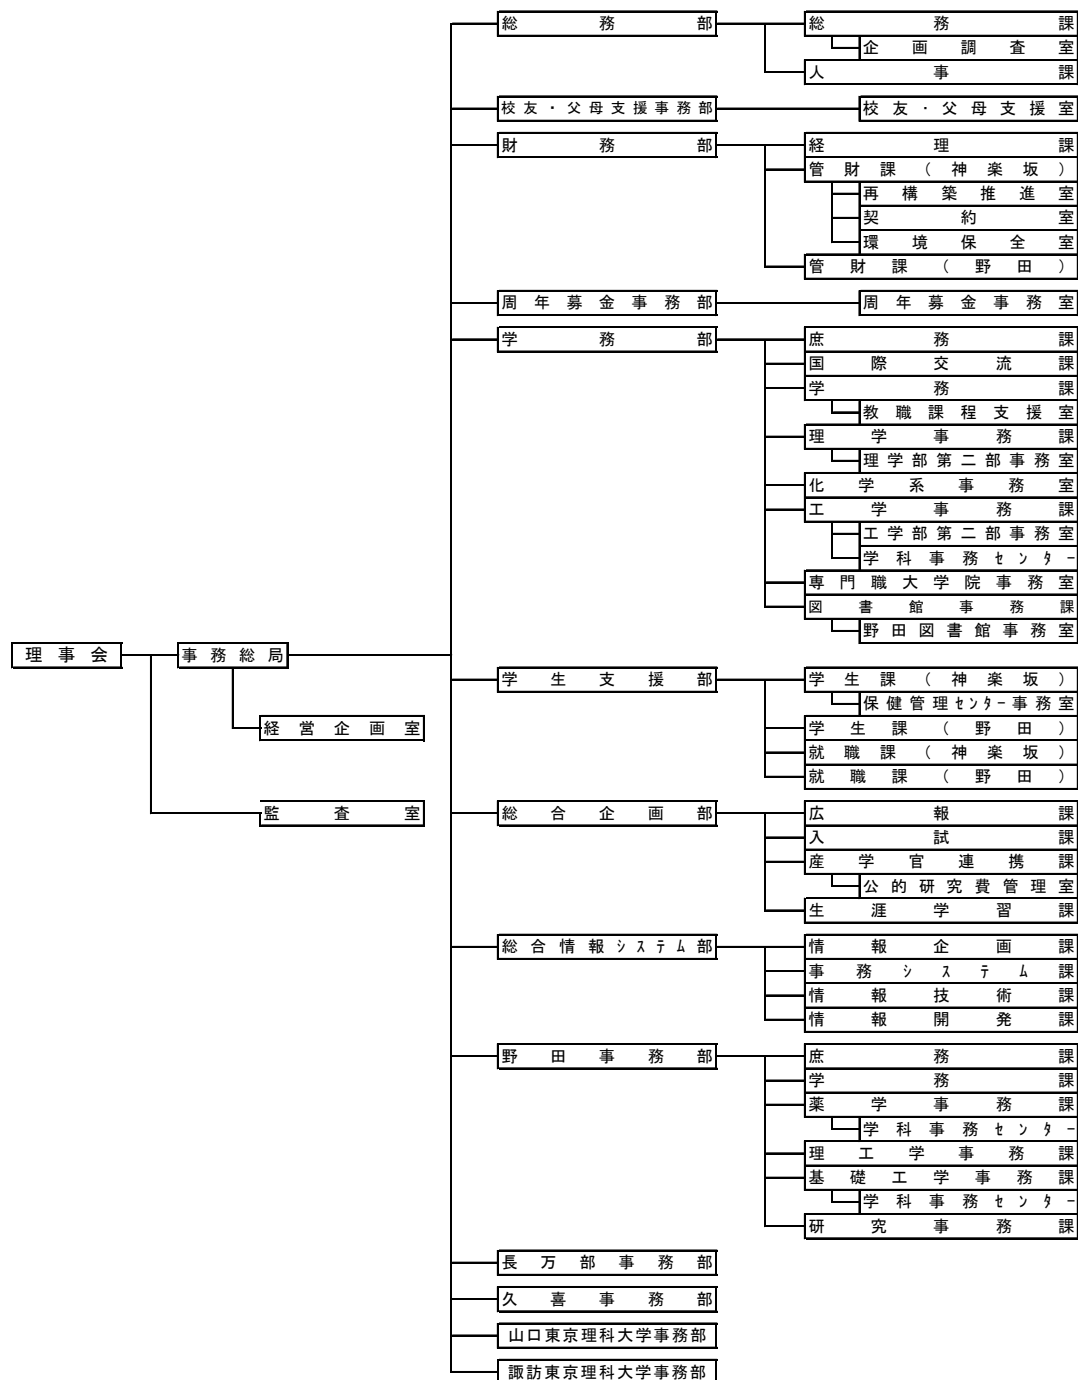 総務部
総務課
企画調査室
人事課
校友・父母支援事務部
校友・父母支援室
財務部
経理課
管財課(神楽坂)
再構築推進室
契約室
環境保全室
管財課(野田)
周年募金事務部
周年募金事務室
学務部
庶務課
国際交流課
学務課
教職課程支援室
理学事務課
理学部第二部事務室
化学系事務室
工学事務課
工学部第二部事務室
学科事務センター
専門職大学院事務室
図書館事務課
野田図書館事務室
理事会
事務総局
経営企画室
監査室
学生支援部
学生課(神楽坂)
保健管理センター事務室
学生課(野田)
就職課(神楽坂)
就職課(野田)
総合企画部
広報課
入試課
産学官連携課
公的研究費管理室
生涯学習課
総合情報システム部
情報企画課
事務システム課
情報技術課
情報開発課
野田事務部
庶務課
学務課
薬学事務課
学科事務センター
理工学事務課
基礎工学事務課
学科事務センター
研究事務課
長万部事務部
久喜事務部
山口東京理科大学事務部
諏訪東京理科大学事務部